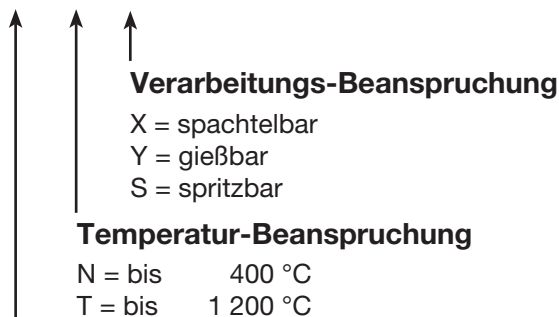 Verarbeitungs-Beanspruchung
X = spachtelbar
Y = gießbar
S = spritzbar
Temperatur-Beanspruchung
N = bis 400 °C
T = bis 1 200 °C